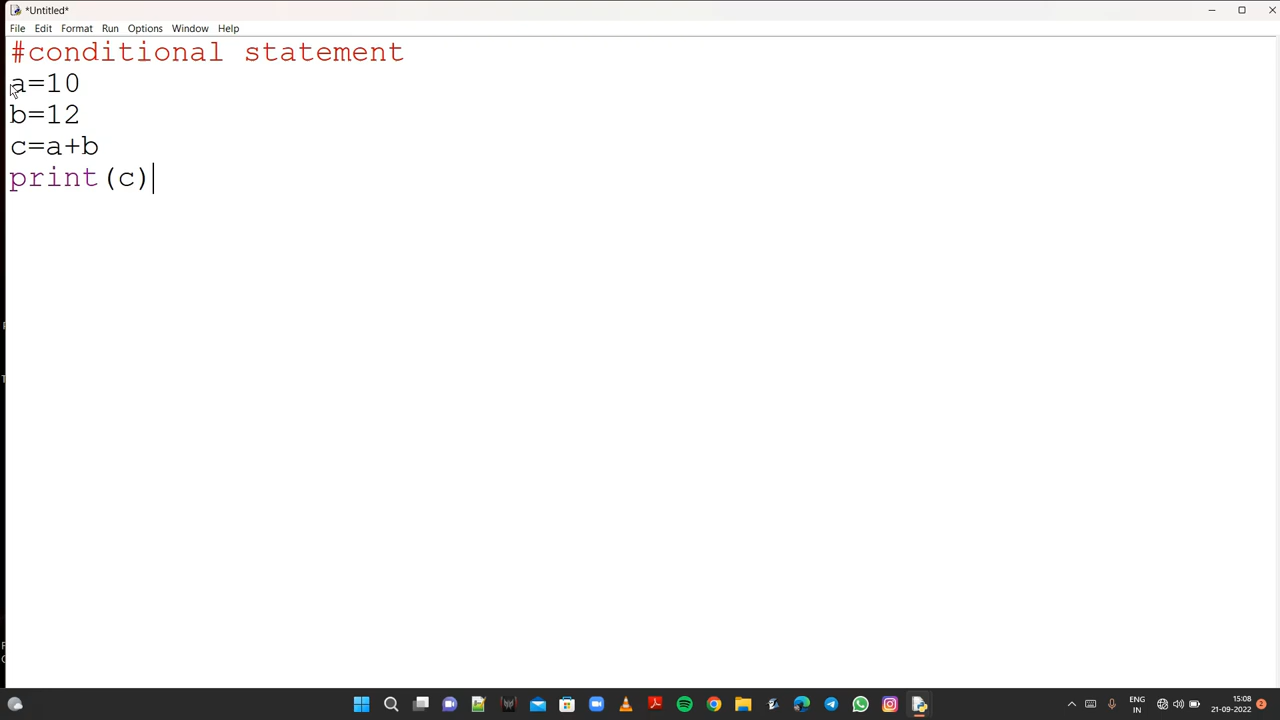 *Untitled*
File Edit Format Run Options Window Help
#conditional statement
a=10
b=12
c=a+b
print(c)
ENG
IN
15:08
21-09-2022
2